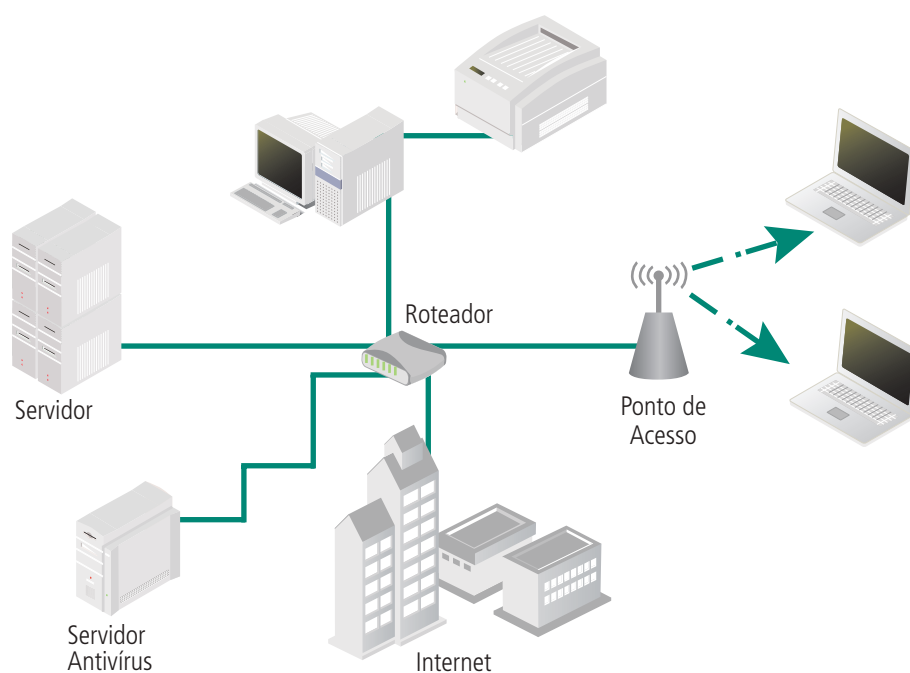 Roteador
Servidor
Ponto de
Acesso
Servidor
Antivírus
Internet